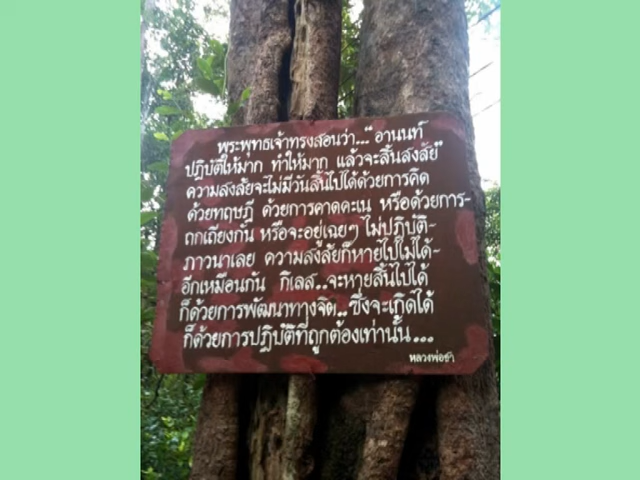 พระพุทธเจ้าทรงสอนว่า..."อานนท์
ปฏิบัติให้มาก ทำให้มาก แล้วจะสิ้นสงสัย"
ความสงสัยจะไม่มีวันสิ้นไปได้ด้วยการคิด
ด้วยทฤษฎี ด้วยการคาดคะเน หรือด้วยการ-
ถกเถียงกัน หรือจะอยู่เฉยๆ ไม่ปฏิบัติ-
ภาวนาเลย ความสงสัยก็หายไปไม่ได้-
อีกเหมือนกัน กิเลส..จะหายสิ้นไปได้
ก็ด้วยการพัฒนาทางจิต..ซึ่งจะเกิดได้
ก็ด้วยการปฏิบัติที่ถูกต้องเท่านั้น...
หลวงพ่อชา